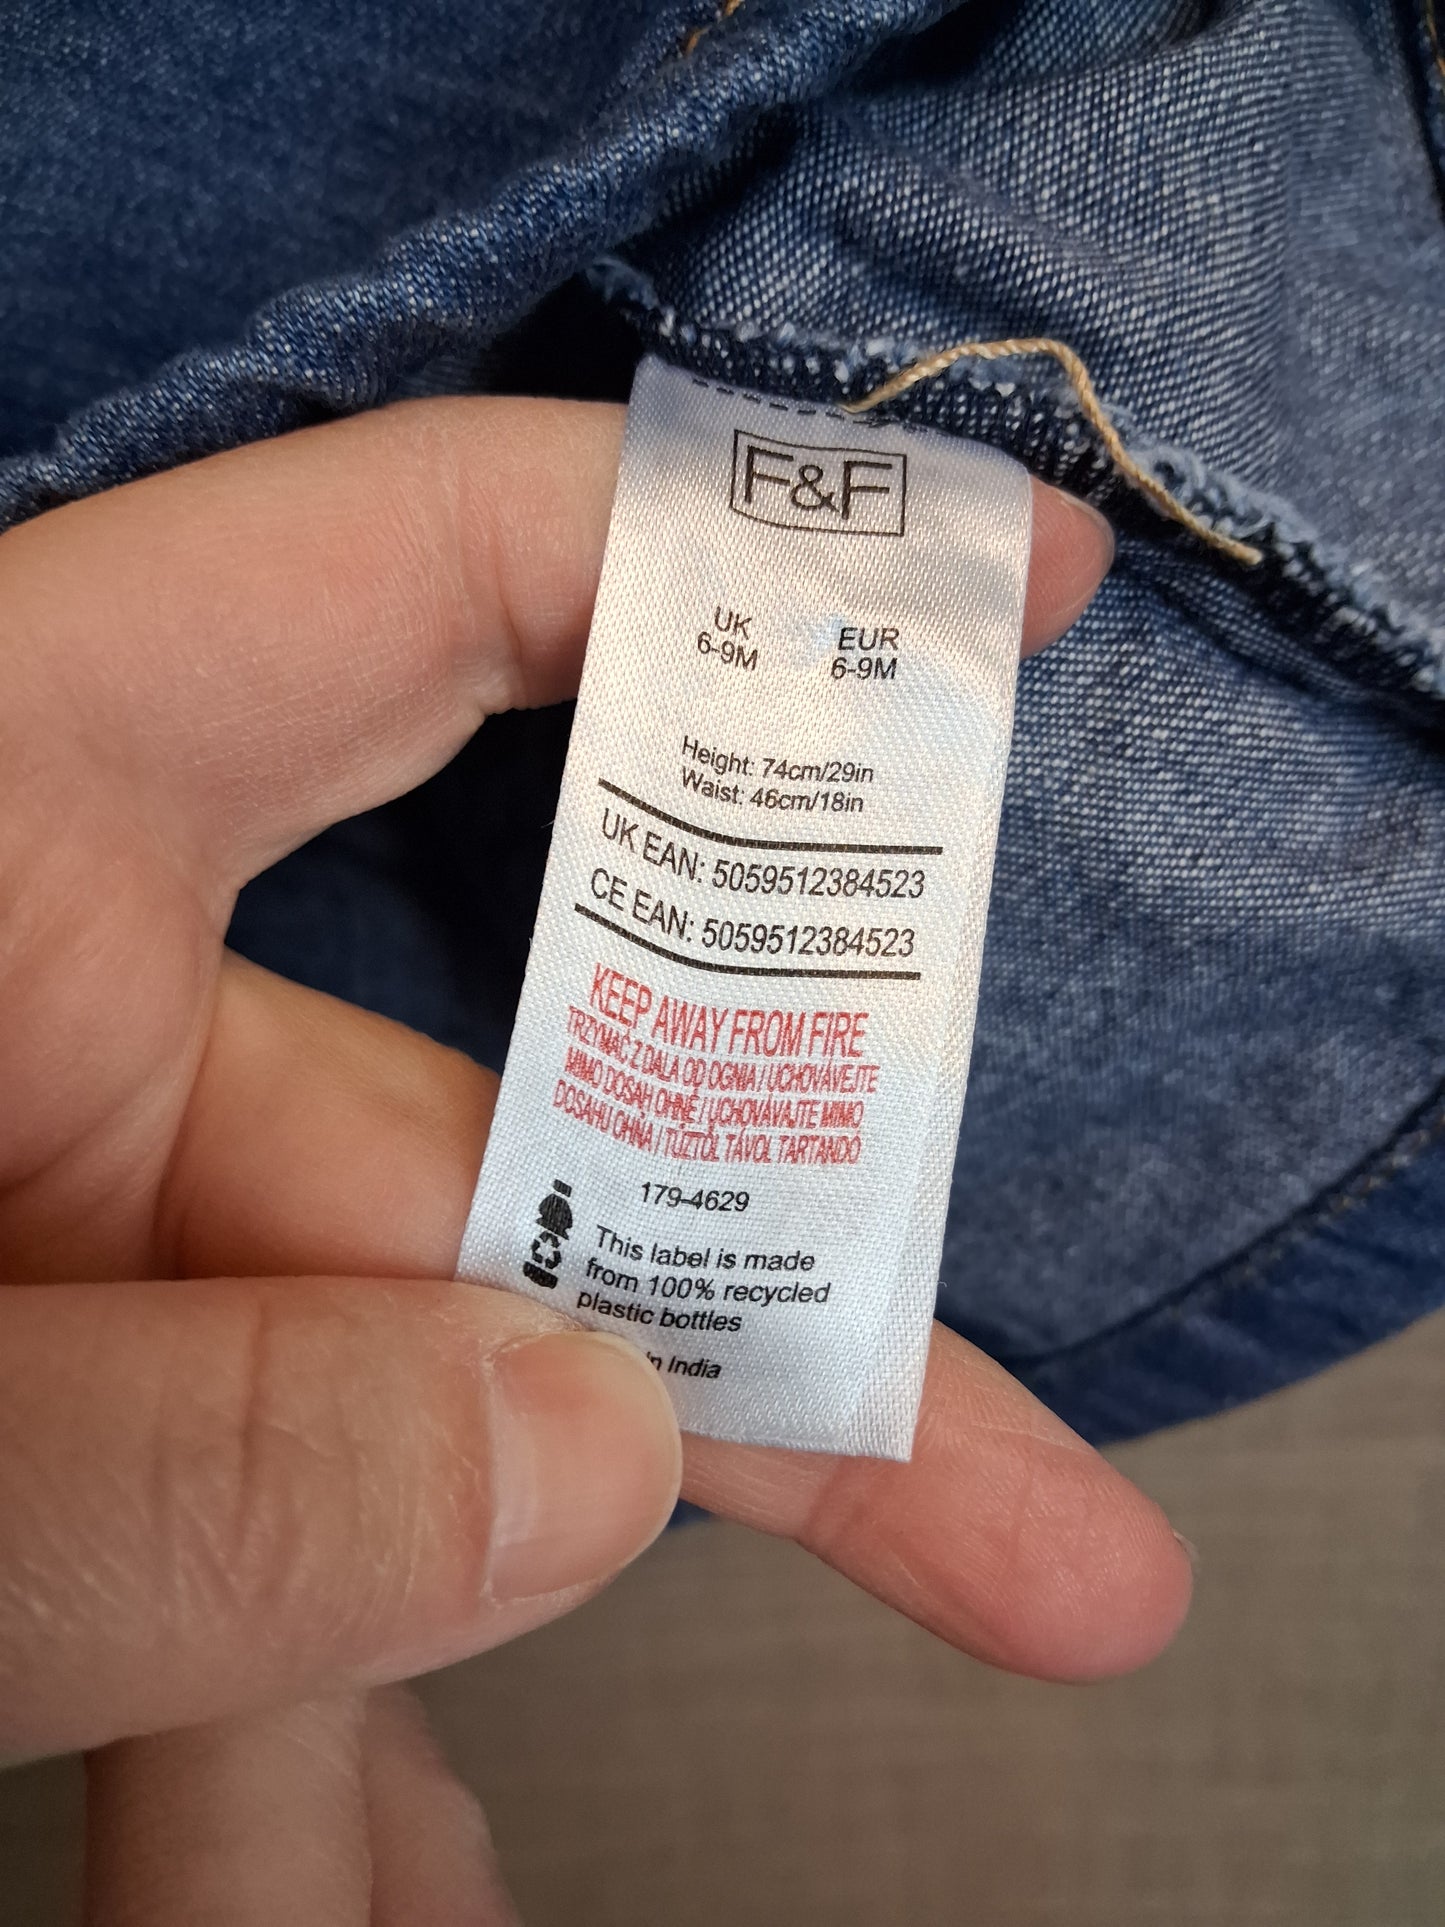 F&F
UK EUR
6-9M 6-9M
Height: 74cm/29in
Waist: 46cm/18in
UK EAN: 5059512384523
CE EAN: 5059512384523
KEEP AWAY FROM FIRE
TRZYMAĆ Z DALA OD OGNIA / UCHOVÁVEJTE
MIMO DOSAH OHNĚ / UCHOVÁVAJTE MIMO
DOSAHU OHŇA / TŰZTŐL TÁVOL TARTANDÓ
179-4629
This label is made
from 100% recycled
plastic bottles
India